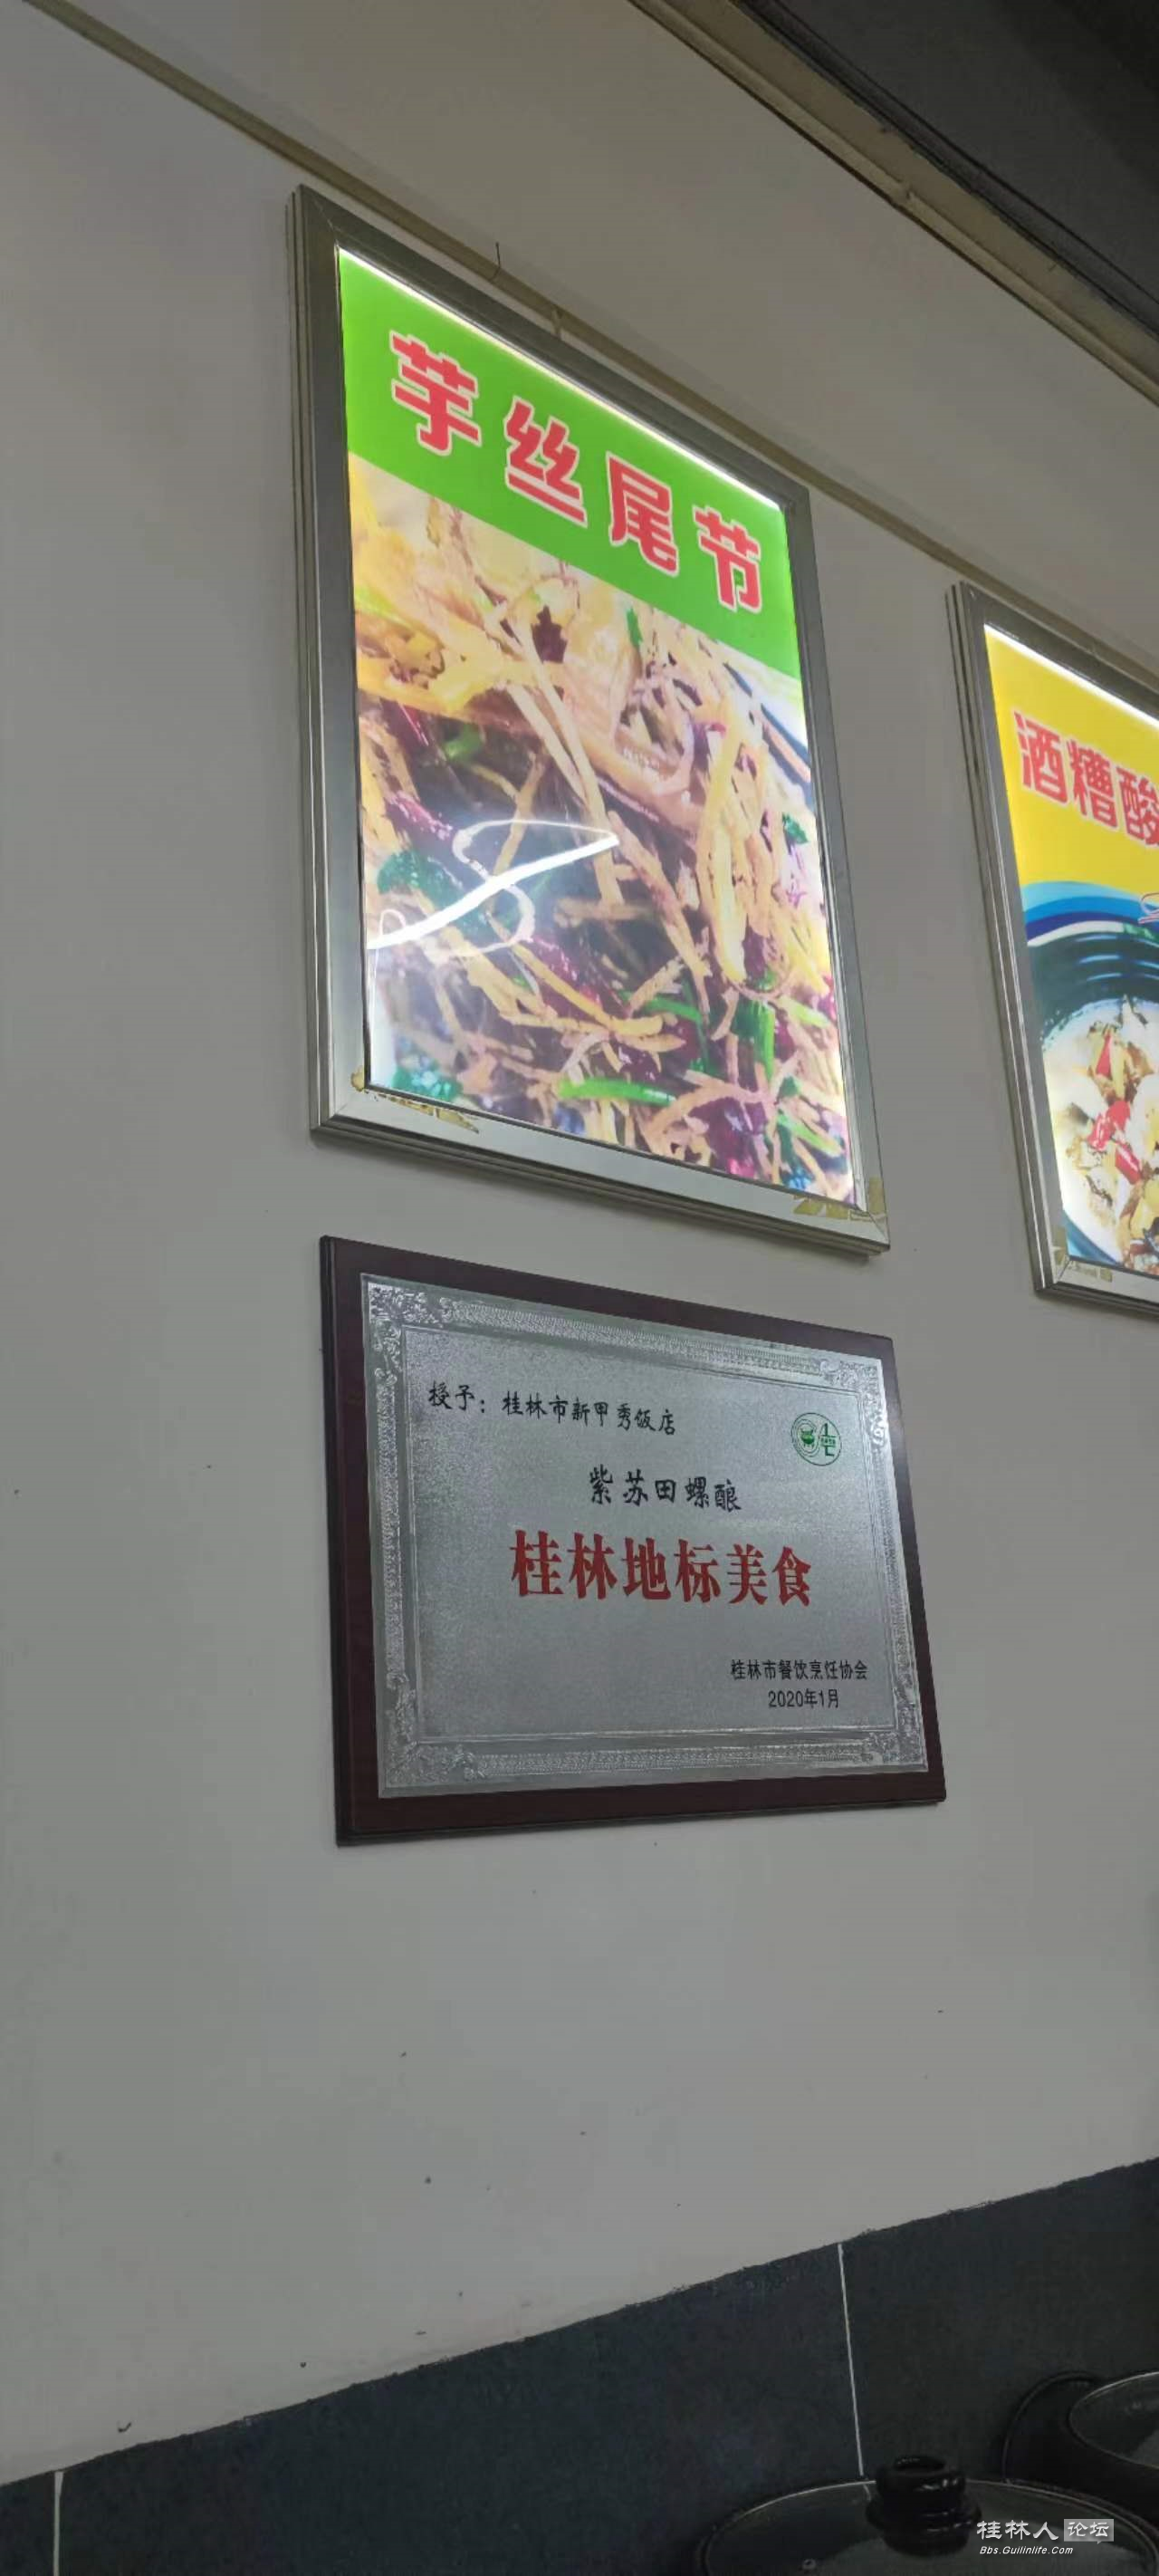 芋丝尾节
酒糟酸
授予：桂林市新甲秀饭店
紫苏田螺酿
桂林地标美食
桂林市餐饮烹饪协会
2020年1月
桂林人论坛
Bbs.Guilinlife.Com